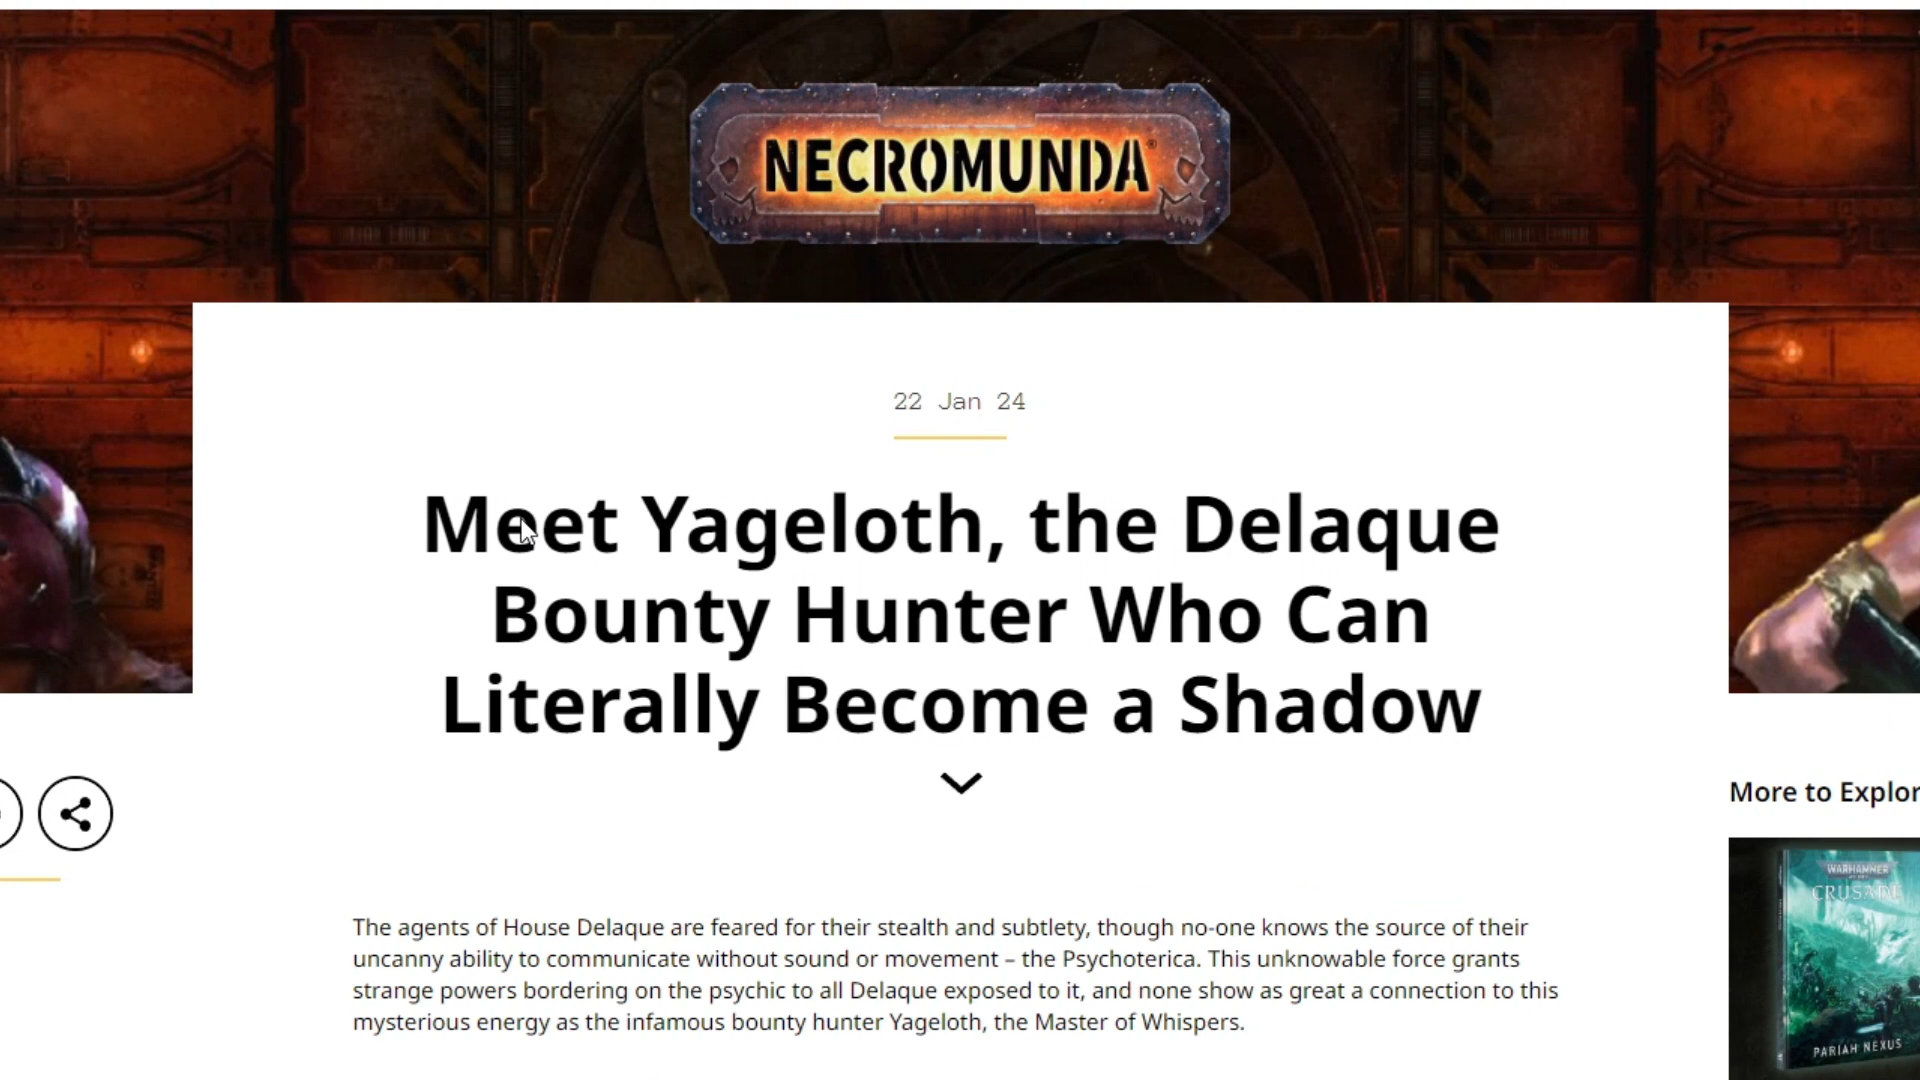 NECROMUNDA
22 Jan 24
Meet Yageloth, the Delaque
Bounty Hunter Who Can
Literally Become a Shadow
More to Explor
The agents of House Delaque are feared for their stealth and subtlety, though no-one knows the source of their
uncanny ability to communicate without sound or movement – the Psychoterica. This unknowable force grants
strange powers bordering on the psychic to all Delaque exposed to it, and none show as great a connection to this
mysterious energy as the infamous bounty hunter Yageloth, the Master of Whispers.
WARHAMMER
CRUSADE
PARIAH NEXUS